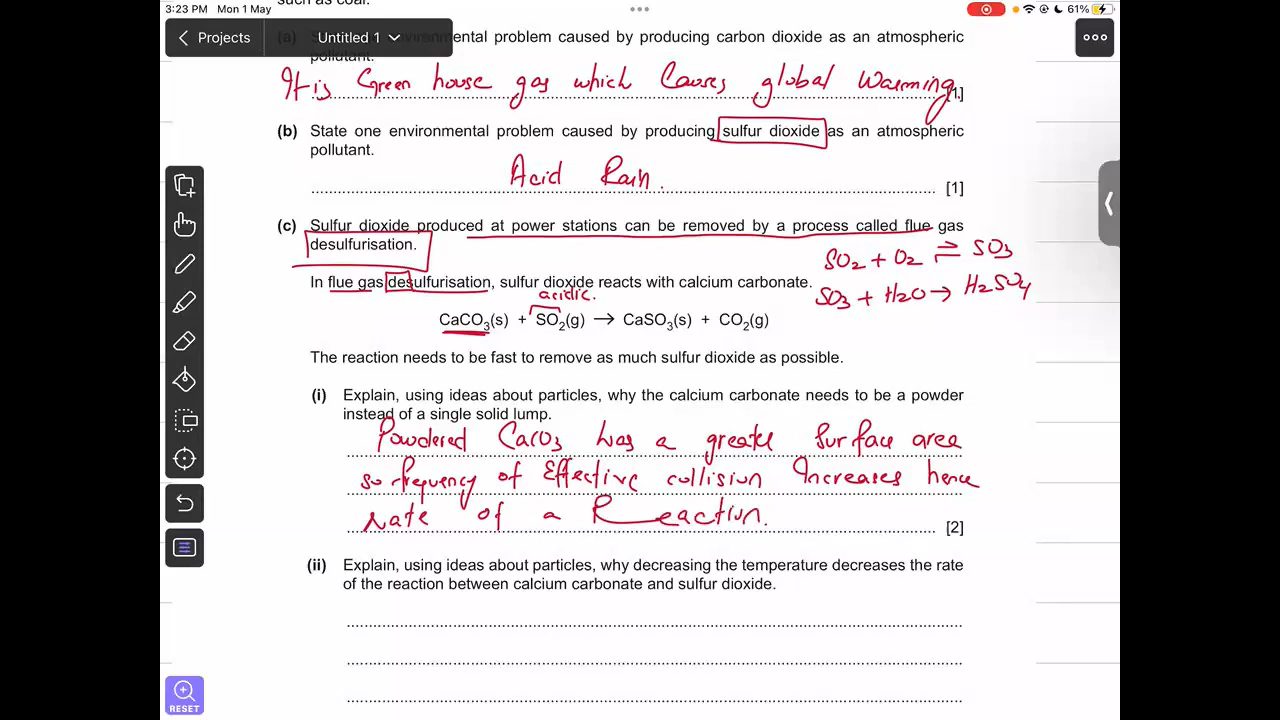 3:23 PM Mon 1 May
61%
such as coal.
Projects
Untitled 1
(a) environmental problem caused by producing carbon dioxide as an atmospheric
pollutant.
It is Green house gas which Causes global Warming.
[1]
(b) State one environmental problem caused by producing sulfur dioxide as an atmospheric
pollutant.
Acid Rain.
[1]
(c) Sulfur dioxide produced at power stations can be removed by a process called flue gas
desulfurisation.
SO2 + O2 ⇌ SO3
In flue gas desulfurisation, sulfur dioxide reacts with calcium carbonate.
SO3 + H2O → H2SO4
acidic.
CaCO3(s) + SO2(g) → CaSO3(s) + CO2(g)
The reaction needs to be fast to remove as much sulfur dioxide as possible.
(i) Explain, using ideas about particles, why the calcium carbonate needs to be a powder
instead of a single solid lump.
Powdered CaCO3 has a greate Surface area
so frequency of Effective collision Increases hence
rate of a Reaction.
[2]
(ii) Explain, using ideas about particles, why decreasing the temperature decreases the rate
of the reaction between calcium carbonate and sulfur dioxide.
RESET